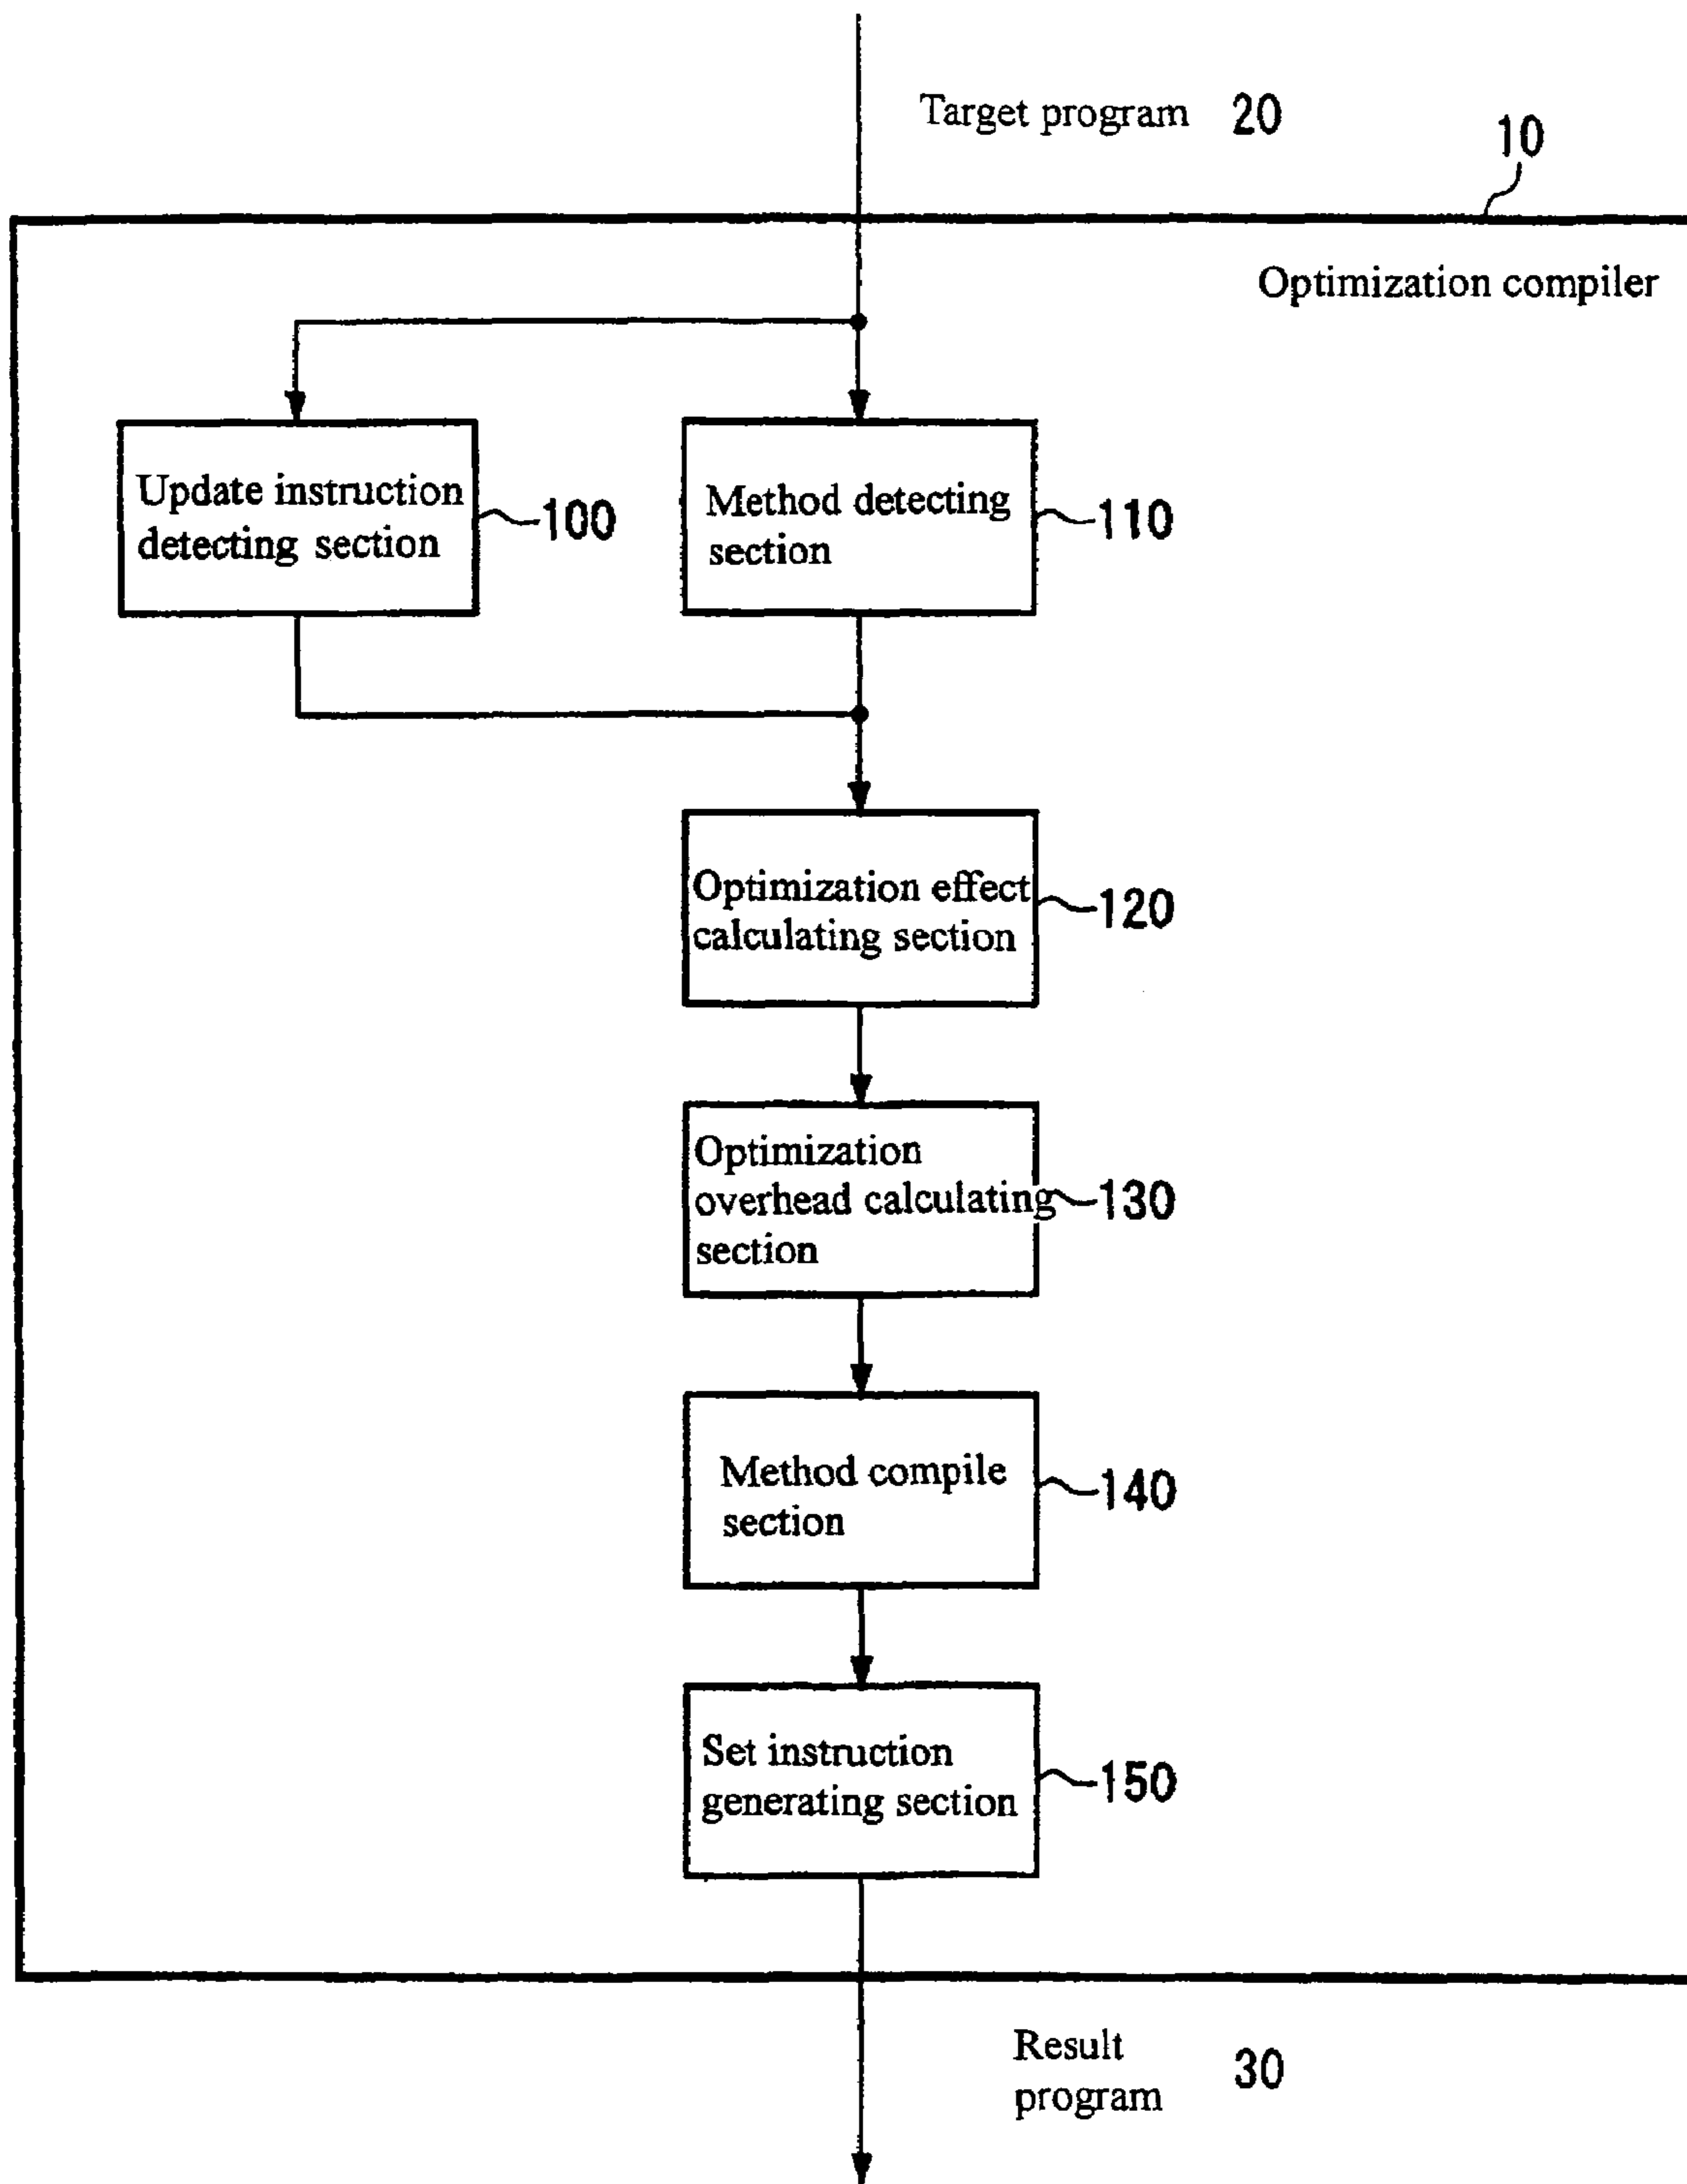 Target program 20
10
Optimization compiler
Update instruction
detecting section
100
Method detecting
section
110
Optimization effect
calculating section
120
Optimization
overhead calculating
section
130
Method compile
section
140
Set instruction
generating section
150
Result
program
30